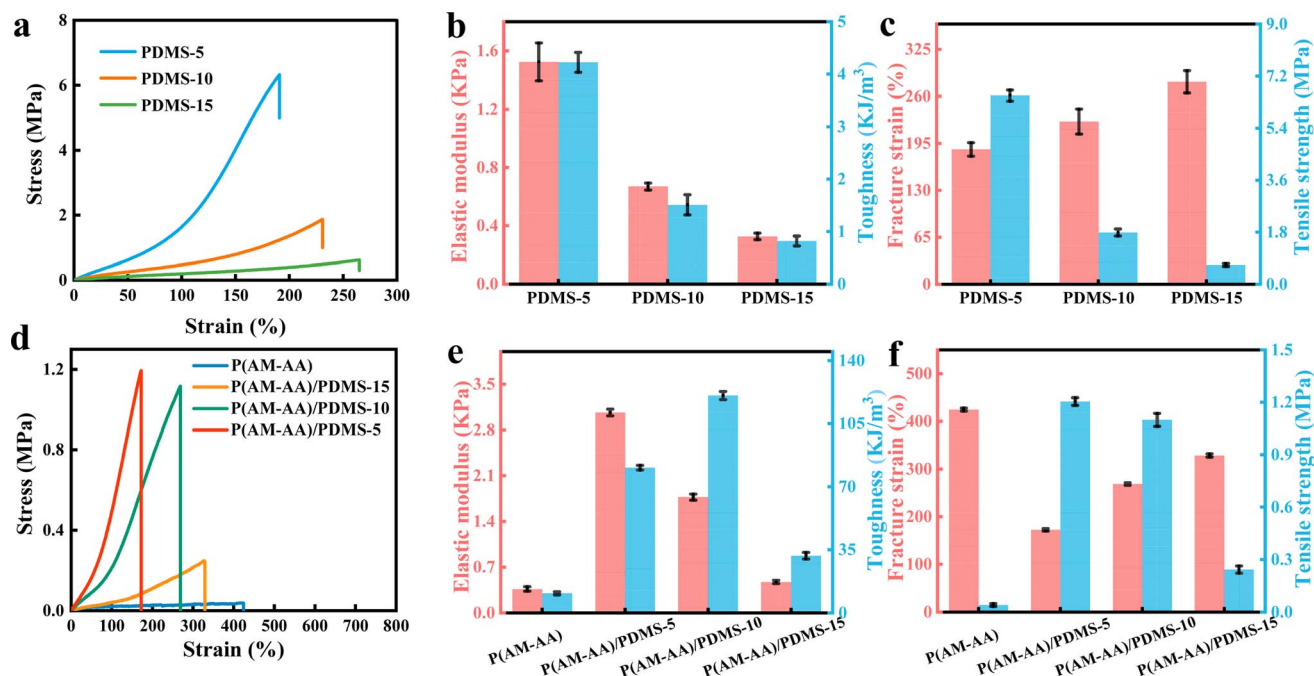 a
8
6
4
2
0
Stress (MPa)
PDMS-5
PDMS-10
PDMS-15
0 50 100 150 200 250 300
Strain (%)
b
Elastic modulus (KPa)
1.6
1.2
0.8
0.4
0.0
5
4
3
2
1
0
Toughness (KJ/m³)
PDMS-5 PDMS-10 PDMS-15
c
Fracture strain (%)
325
260
195
130
65
0
9.0
7.2
5.4
3.6
1.8
0.0
Tensile strength (MPa)
PDMS-5 PDMS-10 PDMS-15
d
Stress (MPa)
1.2
0.8
0.4
0.0
P(AM-AA)
P(AM-AA)/PDMS-15
P(AM-AA)/PDMS-10
P(AM-AA)/PDMS-5
0 100 200 300 400 500 600 700 800
Strain (%)
e
Elastic modulus (KPa)
3.5
2.8
2.1
1.4
0.7
0.0
140
105
70
35
0
Toughness (KJ/m³)
P(AM-AA)
P(AM-AA)/PDMS-5
P(AM-AA)/PDMS-10
P(AM-AA)/PDMS-15
f
Fracture strain (%)
500
400
300
200
100
0
1.5
1.2
0.9
0.6
0.3
0.0
Tensile strength (MPa)
P(AM-AA)
P(AM-AA)/PDMS-5
P(AM-AA)/PDMS-10
P(AM-AA)/PDMS-15